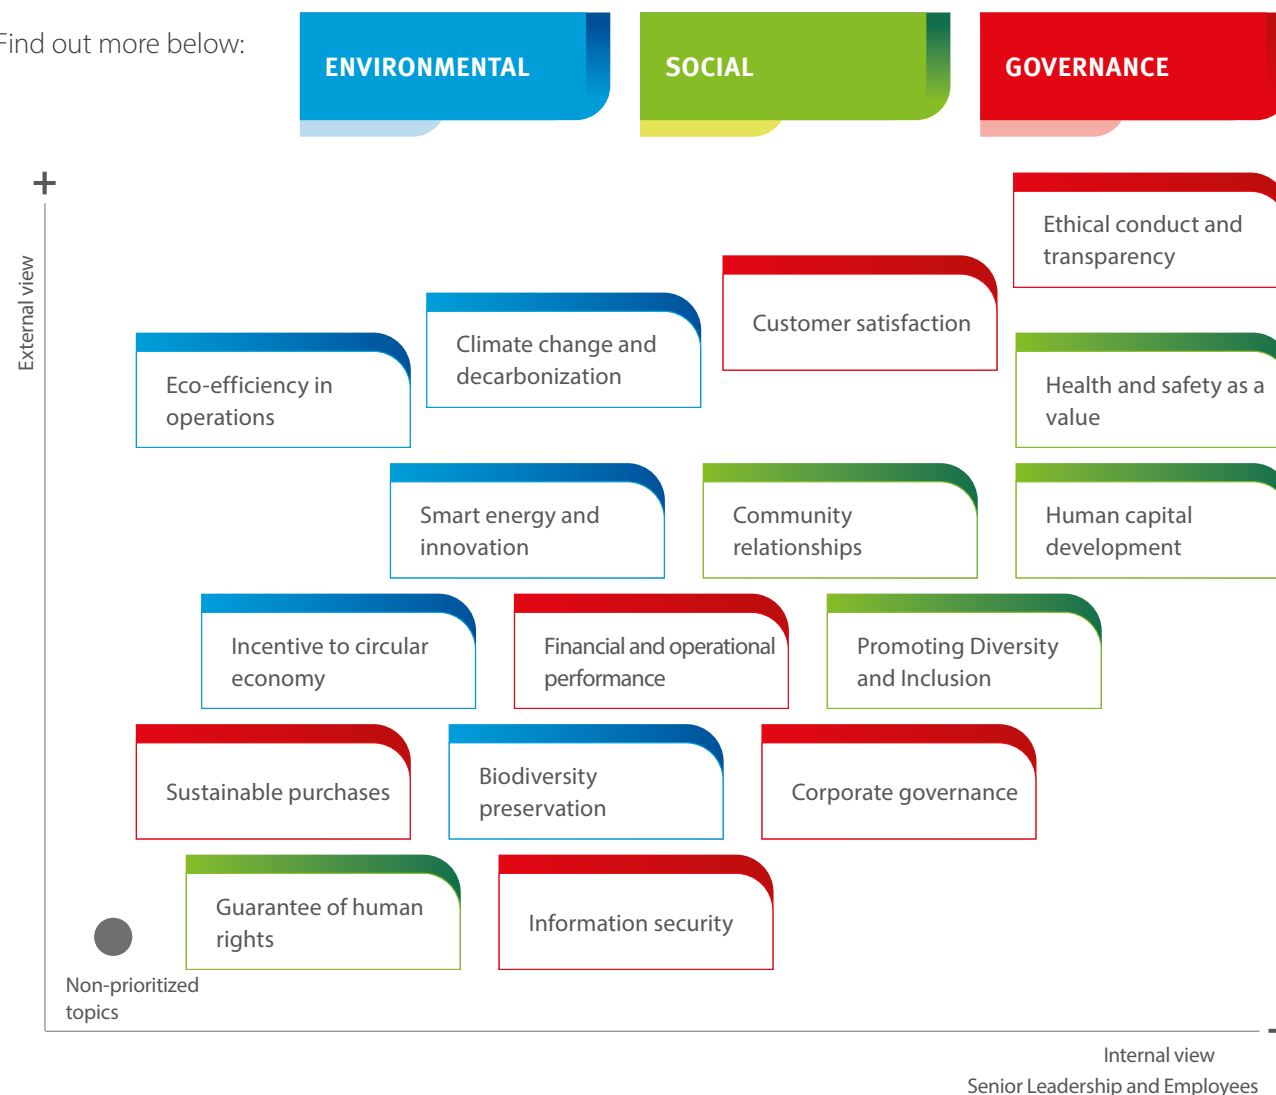 Find out more below:
ENVIRONMENTAL
SOCIAL
GOVERNANCE
+
External view
Ethical conduct and
transparency
Customer satisfaction
Climate change and
decarbonization
Eco-efficiency in
operations
Health and safety as a
value
Smart energy and
innovation
Community
relationships
Human capital
development
Incentive to circular
economy
Financial and operational
performance
Promoting Diversity
and Inclusion
Sustainable purchases
Biodiversity
preservation
Corporate governance
Guarantee of human
rights
Information security
Non-prioritized
topics
Internal view
Senior Leadership and Employees